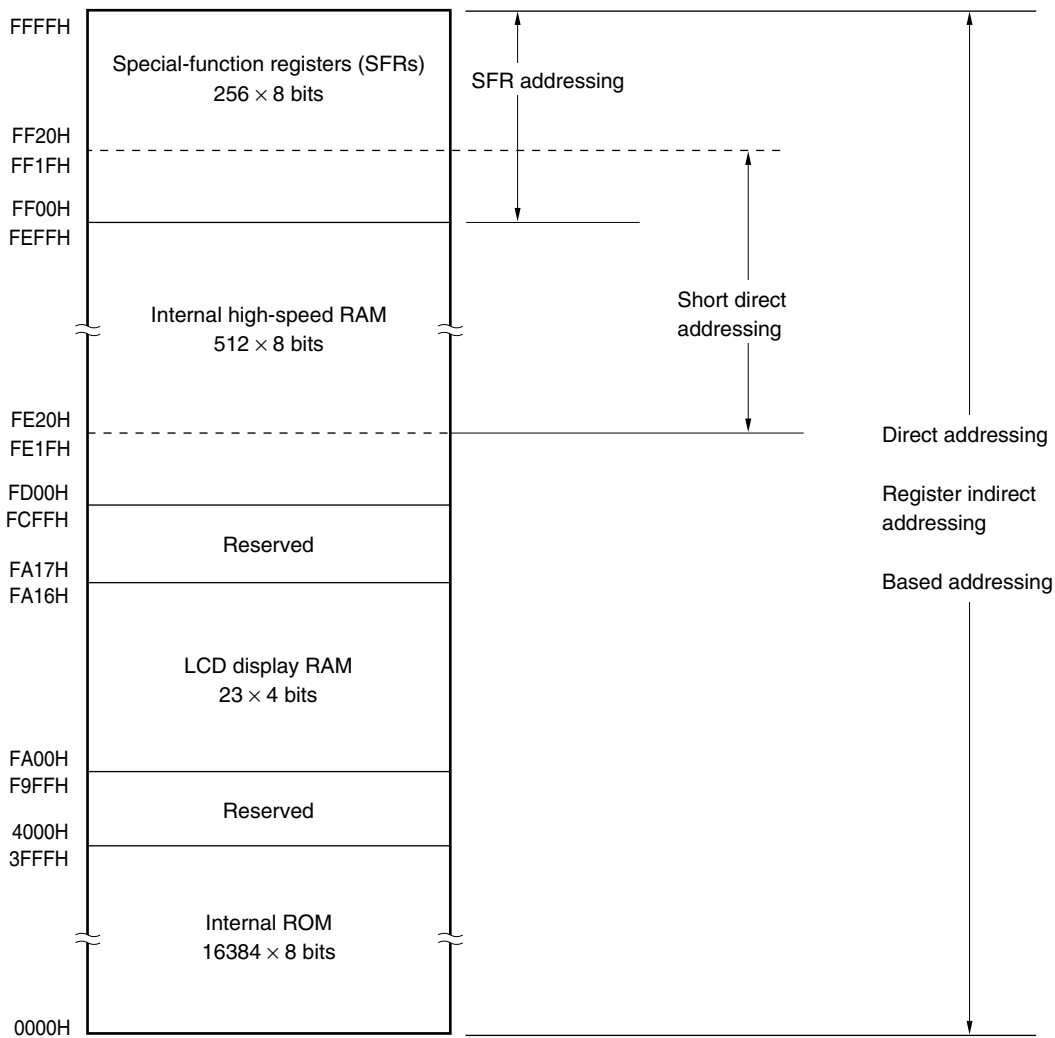 FFFFH
Special-function registers (SFRs)
256 × 8 bits
SFR addressing
FF20H
FF1FH
FF00H
FEFFH
Internal high-speed RAM
512 × 8 bits
Short direct
addressing
FE20H
FE1FH
Direct addressing
Register indirect
addressing
Based addressing
FD00H
FCFFH
Reserved
FA17H
FA16H
LCD display RAM
23 × 4 bits
FA00H
F9FFH
Reserved
4000H
3FFFH
Internal ROM
16384 × 8 bits
0000H